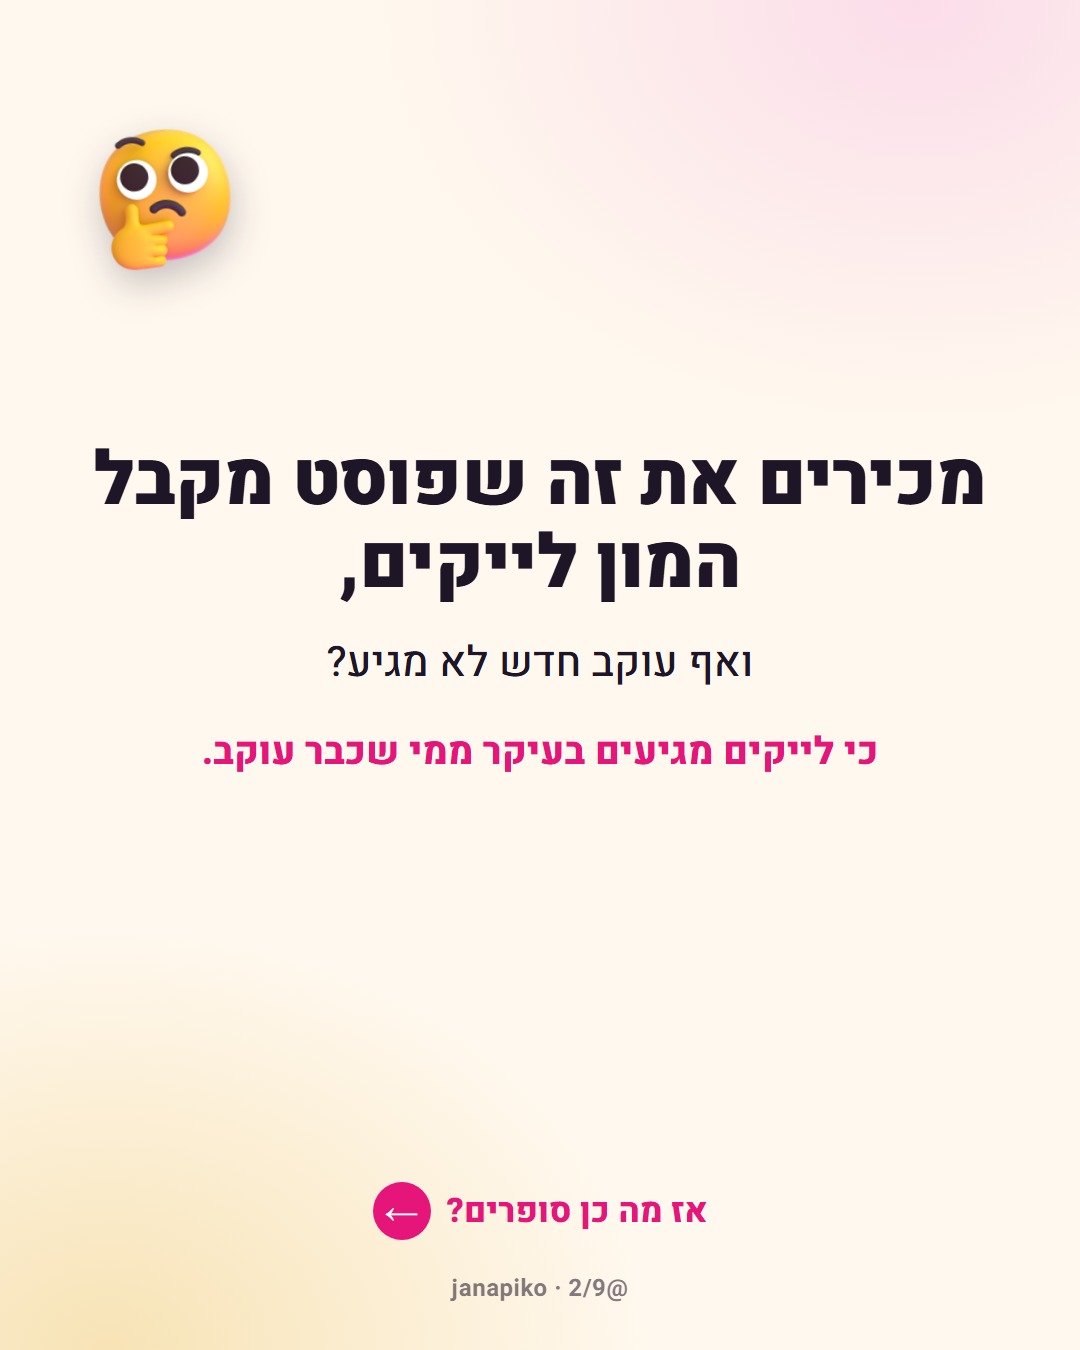 מכירים את זה שפוסט מקבל
המון לייקים,
ואף עוקב חדש לא מגיע?
כי לייקים מגיעים בעיקר ממי שכבר עוקב.
אז מה כן סופרים? ←
janapiko · 2/9@